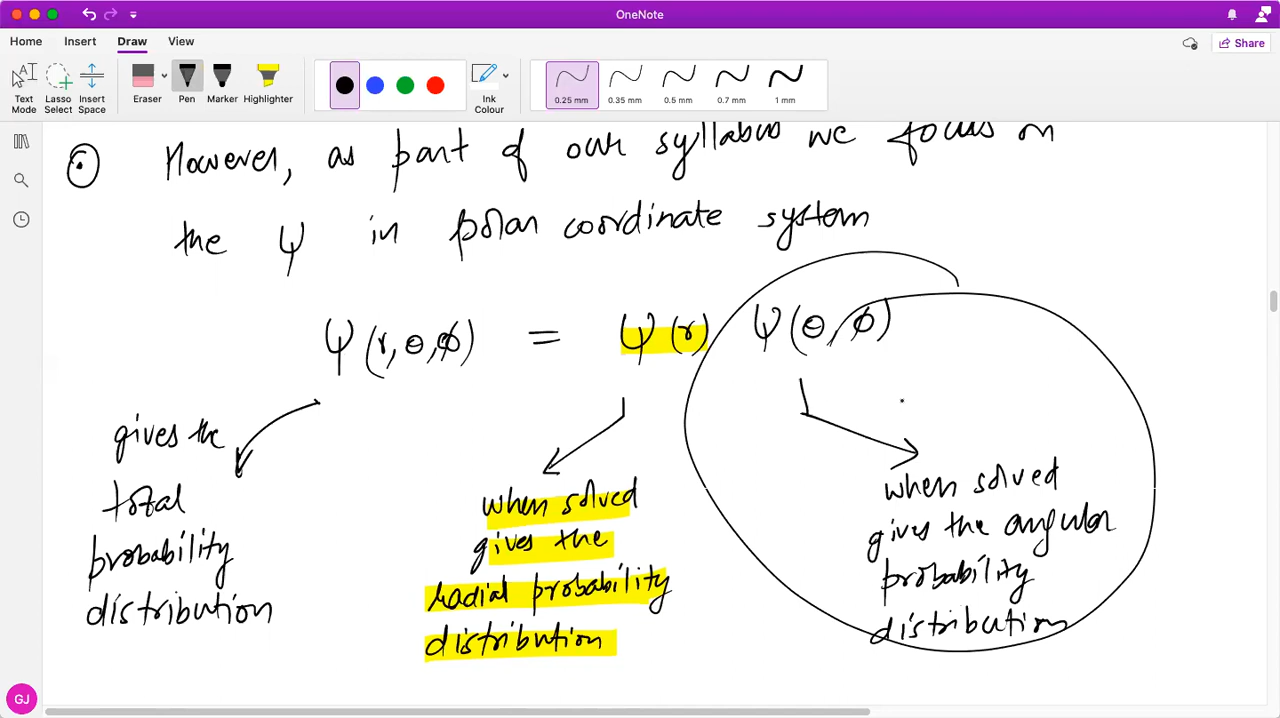 OneNote
Home Insert Draw View
Share
Text Mode
Lasso Select
Insert Space
Eraser
Pen
Marker
Highlighter
Ink Colour
0.25 mm
0.35 mm
0.5 mm
0.7 mm
1 mm
However, as part of our syllabus we focus on
the ψ in polar coordinate system
ψ(r,θ,ϕ) = ψ(r) ψ(θ,ϕ)
gives the
total
probability
distribution
when solved
gives the
radial probability
distribution
when solved
gives the angular
probability
distribution
GJ